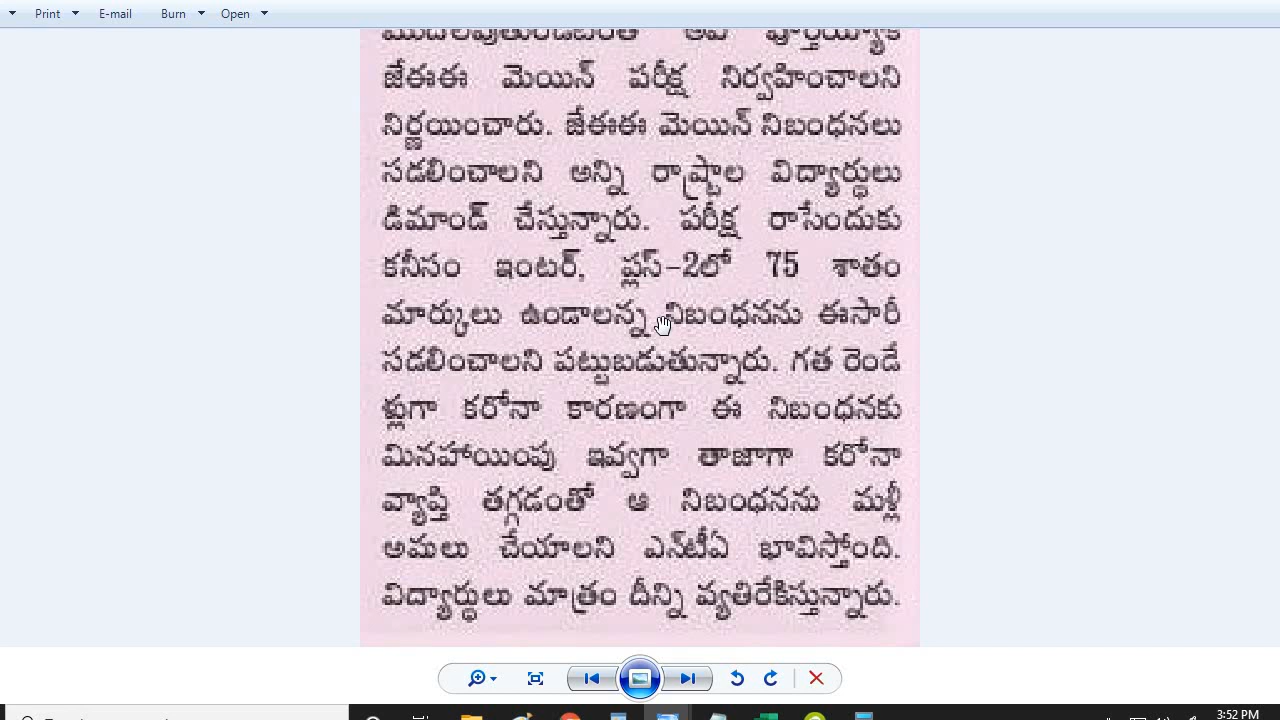 Print E-mail Burn Open
జేఈఈ మెయిన్ పరీక్ష నిర్వహించాలని
నిర్ణయించారు. జేఈఈ మెయిన్ నిబంధనలు
సడలించాలని అన్ని రాష్ట్రాల విద్యార్థులు
డిమాండ్ చేస్తున్నారు. పరీక్ష రాసేందుకు
కనీసం ఇంటర్, ప్లస్-2లో 75 శాతం
మార్కులు ఉండాలన్న నిబంధనను ఈసారీ
సడలించాలని పట్టుబడుతున్నారు. గత రెండే
ళ్లుగా కరోనా కారణంగా ఈ నిబంధనకు
మినహాయింపు ఇవ్వగా తాజాగా కరోనా
వ్యాప్తి తగ్గడంతో ఆ నిబంధనను మళ్లీ
అమలు చేయాలని ఎన్‌టీఏ భావిస్తోంది.
విద్యార్థులు మాత్రం దీన్ని వ్యతిరేకిస్తున్నారు.
3:52 PM